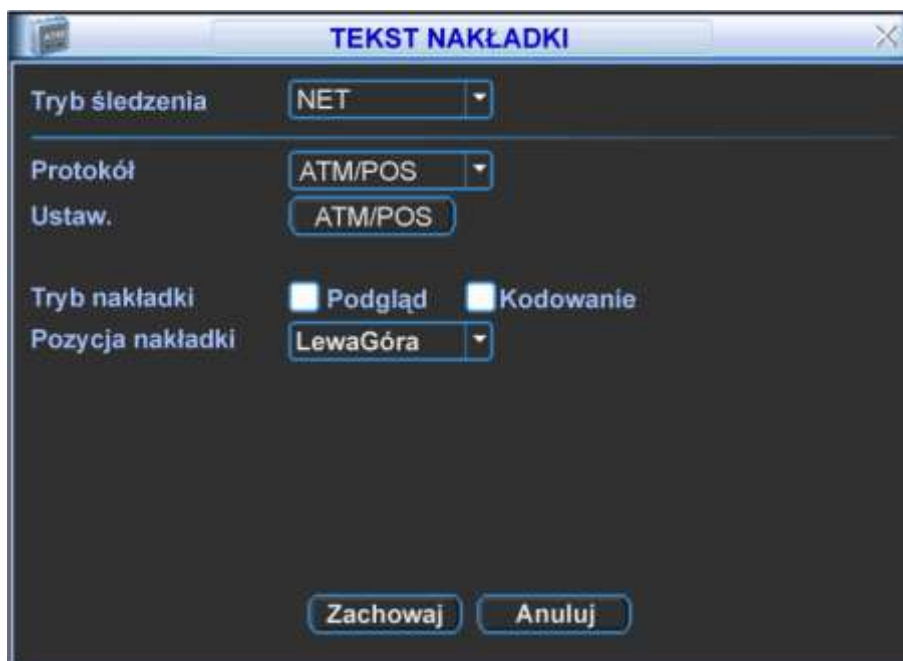 TEKST NAKŁADKI
Tryb śledzenia NET
Protokół ATM/POS
Ustaw. ATM/POS
Tryb nakładki Podgląd Kodowanie
Pozycja nakładki LewaGóra
Zachowaj Anuluj